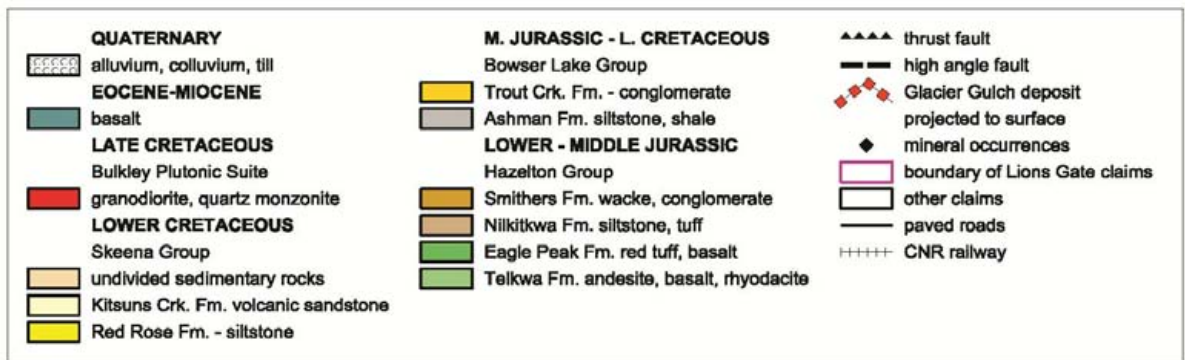 QUATERNARY
alluvium, colluvium, till
EOCENE-MIOCENE
basalt
LATE CRETACEOUS
Bulkley Plutonic Suite
granodiorite, quartz monzonite
LOWER CRETACEOUS
Skeena Group
undivided sedimentary rocks
Kitsuns Crk. Fm. volcanic sandstone
Red Rose Fm. - siltstone
M. JURASSIC - L. CRETACEOUS
Bowser Lake Group
Trout Crk. Fm. - conglomerate
Ashman Fm. siltstone, shale
LOWER - MIDDLE JURASSIC
Hazelton Group
Smithers Fm. wacke, conglomerate
Nilkitkwa Fm. siltstone, tuff
Eagle Peak Fm. red tuff, basalt
Telkwa Fm. andesite, basalt, rhyodacite
thrust fault
high angle fault
Glacier Gulch deposit
projected to surface
mineral occurrences
boundary of Lions Gate claims
other claims
paved roads
CNR railway